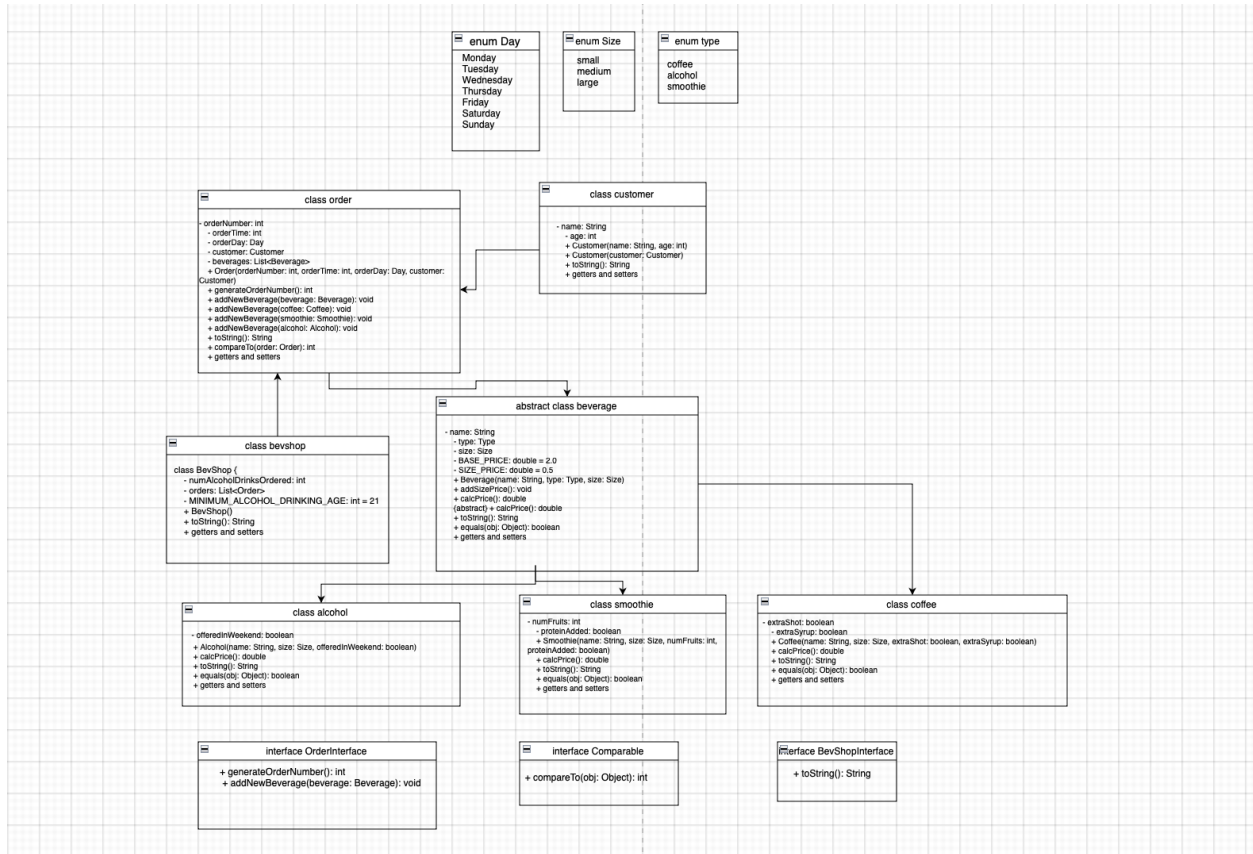 enum Day
Monday
Tuesday
Wednesday
Thursday
Friday
Saturday
Sunday
enum Size
small
medium
large
enum type
coffee
alcohol
smoothie
class order
- orderNumber: int
- orderTime: int
- orderDay: Day
- customer: Customer
- beverages: List<Beverage>
+ Order(orderNumber: int, orderTime: int, orderDay: Day, customer:
Customer)
+ generateOrderNumber(): int
+ addNewBeverage(beverage: Beverage): void
+ addNewBeverage(coffee: Coffee): void
+ addNewBeverage(smoothie: Smoothie): void
+ addNewBeverage(alcohol: Alcohol): void
+ toString(): String
+ compareTo(order: Order): int
+ getters and setters
class customer
- name: String
- age: int
+ Customer(name: String, age: int)
+ Customer(customer: Customer)
+ toString(): String
+ getters and setters
class bevshop
class BevShop {
- numAlcoholDrinksOrdered: int
- orders: List<Order>
- MINIMUM_ALCOHOL_DRINKING_AGE: int = 21
+ BevShop()
+ toString(): String
+ getters and setters
abstract class beverage
- name: String
- type: Type
- size: Size
- BASE_PRICE: double = 2.0
- SIZE_PRICE: double = 0.5
+ Beverage(name: String, type: Type, size: Size)
+ addSizePrice(): void
+ calcPrice(): double
{abstract} + calcPrice(): double
+ toString(): String
+ equals(obj: Object): boolean
+ getters and setters
class alcohol
- offeredInWeekend: boolean
+ Alcohol(name: String, size: Size, offeredInWeekend: boolean)
+ calcPrice(): double
+ toString(): String
+ equals(obj: Object): boolean
+ getters and setters
class smoothie
- numFruits: int
- proteinAdded: boolean
+ Smoothie(name: String, size: Size, numFruits: int,
proteinAdded: boolean)
+ calcPrice(): double
+ toString(): String
+ equals(obj: Object): boolean
+ getters and setters
class coffee
- extraShot: boolean
- extraSyrup: boolean
+ Coffee(name: String, size: Size, extraShot: boolean, extraSyrup: boolean)
+ calcPrice(): double
+ toString(): String
+ equals(obj: Object): boolean
+ getters and setters
interface OrderInterface
+ generateOrderNumber(): int
+ addNewBeverage(beverage: Beverage): void
interface Comparable
+ compareTo(obj: Object): int
interface BevShopInterface
+ toString(): String